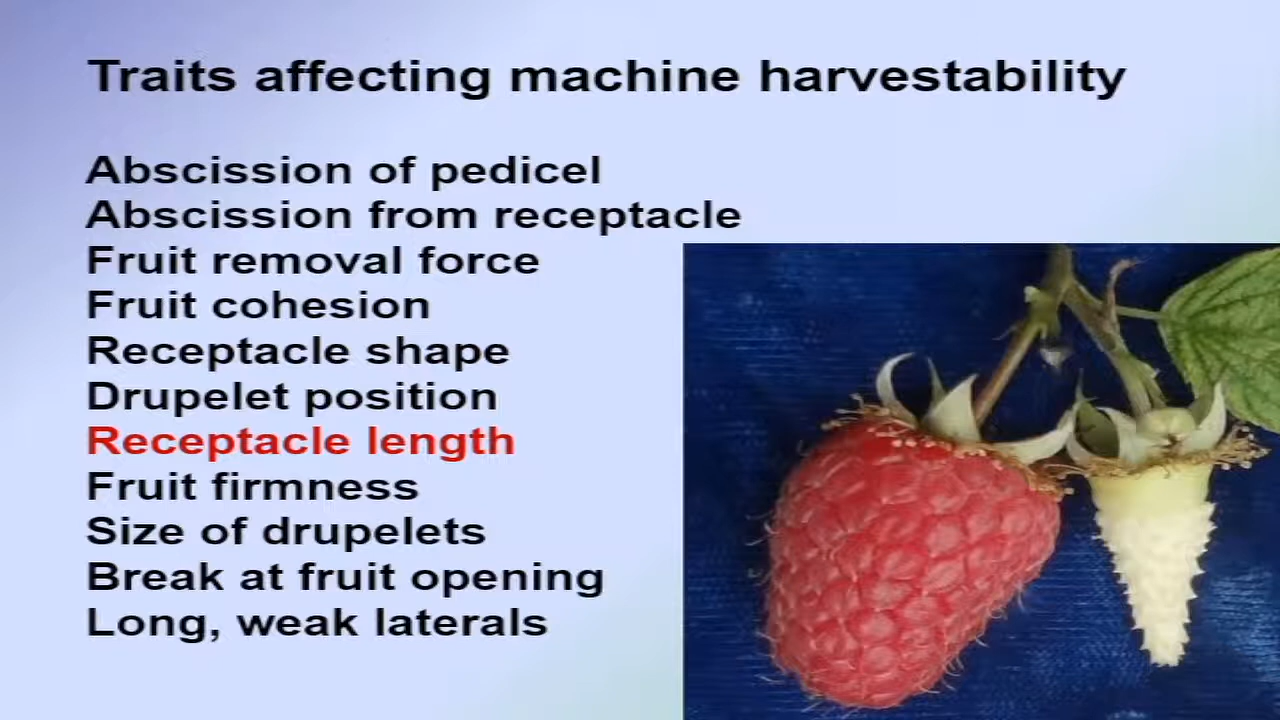 Traits affecting machine harvestability
Abscission of pedicel
Abscission from receptacle
Fruit removal force
Fruit cohesion
Receptacle shape
Drupelet position
Receptacle length
Fruit firmness
Size of drupelets
Break at fruit opening
Long, weak laterals